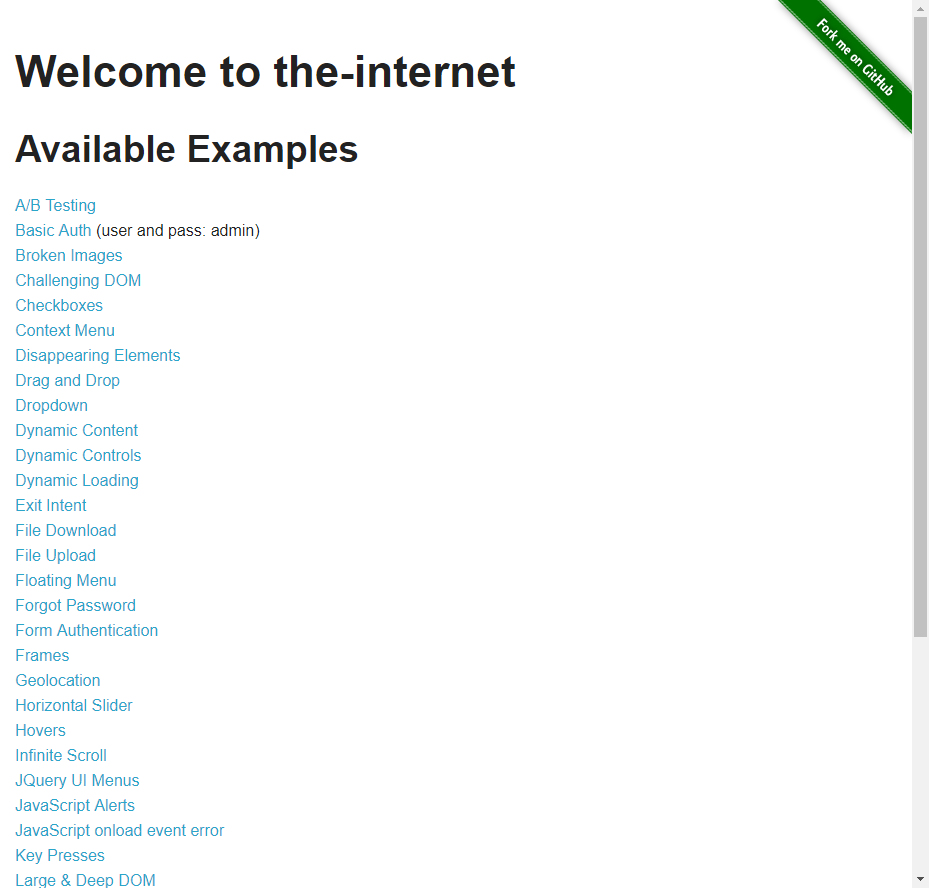 Fork me on GitHub
Welcome to the-internet
Available Examples
A/B Testing
Basic Auth (user and pass: admin)
Broken Images
Challenging DOM
Checkboxes
Context Menu
Disappearing Elements
Drag and Drop
Dropdown
Dynamic Content
Dynamic Controls
Dynamic Loading
Exit Intent
File Download
File Upload
Floating Menu
Forgot Password
Form Authentication
Frames
Geolocation
Horizontal Slider
Hovers
Infinite Scroll
JQuery UI Menus
JavaScript Alerts
JavaScript onload event error
Key Presses
Large & Deep DOM